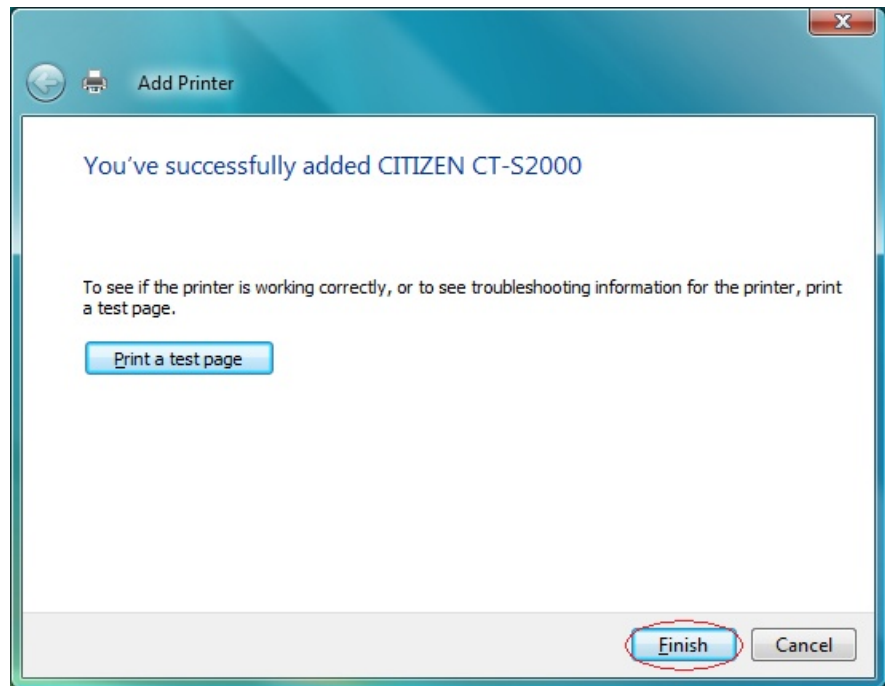 Add Printer
You've successfully added CITIZEN CT-S2000
To see if the printer is working correctly, or to see troubleshooting information for the printer, print
a test page.
Print a test page
Finish Cancel